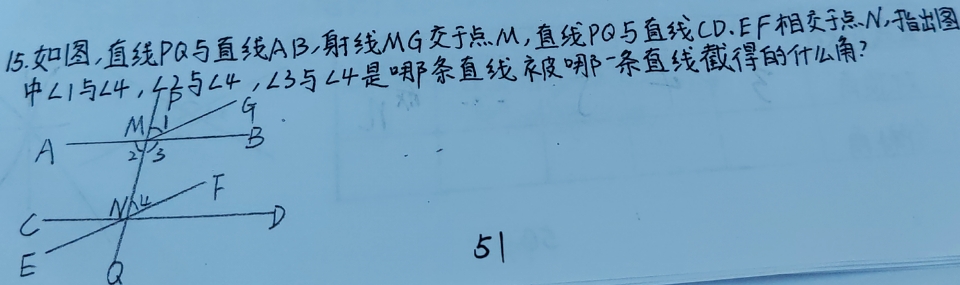 15.如图,直线PQ与直线AB,射线MG交于点M,直线PQ与直线CD.EF相交于点N,指出图
中∠1与∠4,∠2与∠4,∠3与∠4是哪条直线被哪一条直线截得的什么角?
P
G
M 1
A B
2 3
F
N 4
C D
E
Q
51